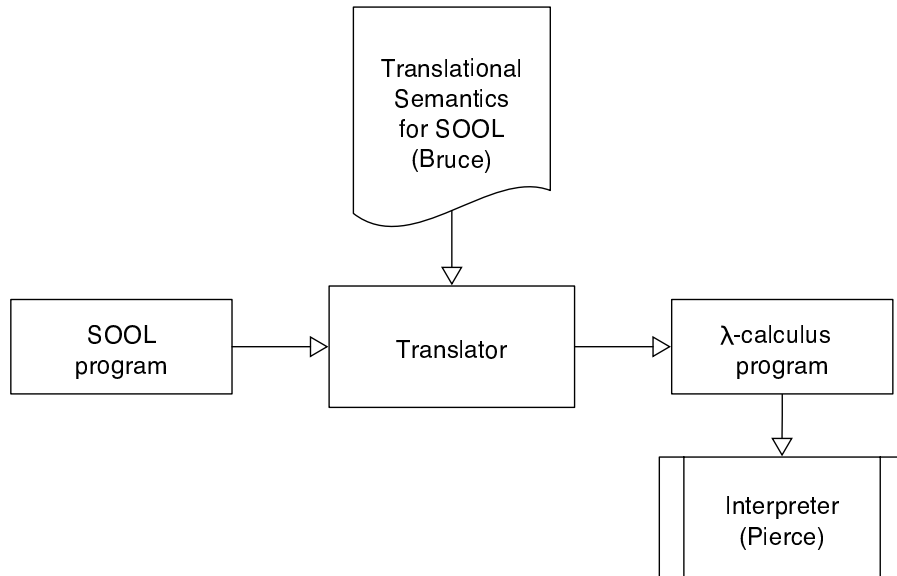 Translational
Semantics
for SOOL
(Bruce)
SOOL
program
Translator
λ-calculus
program
Interpreter
(Pierce)